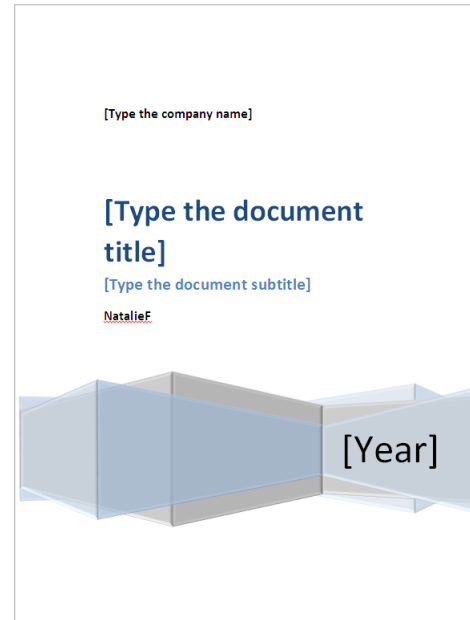 [Type the company name]
[Type the document
title]
[Type the document subtitle]
NatalieF
[Year]